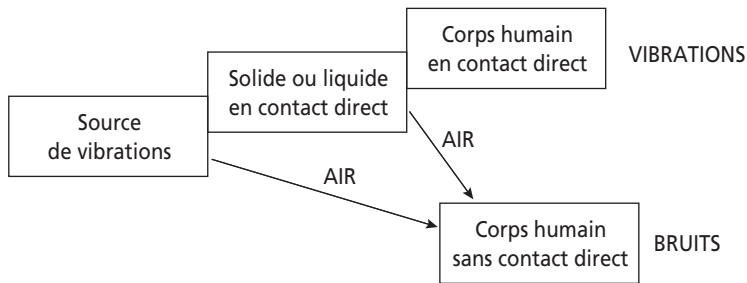 Corps humain
en contact direct
VIBRATIONS
Solide ou liquide
en contact direct
Source
de vibrations
AIR
AIR
Corps humain
sans contact direct
BRUITS